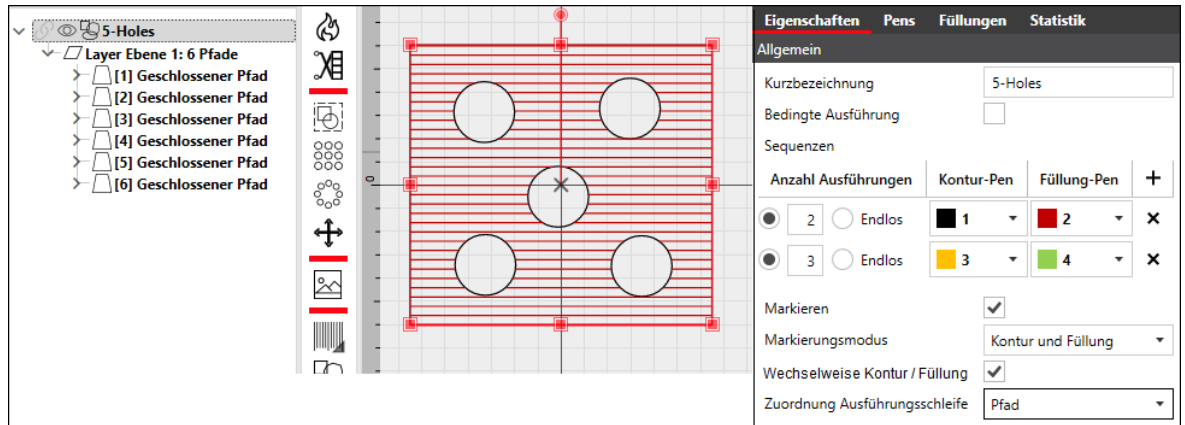 5-Holes
Layer Ebene 1: 6 Pfade
[1] Geschlossener Pfad
[2] Geschlossener Pfad
[3] Geschlossener Pfad
[4] Geschlossener Pfad
[5] Geschlossener Pfad
[6] Geschlossener Pfad
0
Eigenschaften Pens Füllungen Statistik
Allgemein
Kurzbezeichnung 5-Holes
Bedingte Ausführung
Sequenzen
Anzahl Ausführungen Kontur-Pen Füllung-Pen +
2 Endlos 1 2
3 Endlos 3 4
Markieren
Markierungsmodus Kontur und Füllung
Wechselweise Kontur / Füllung
Zuordnung Ausführungsschleife Pfad